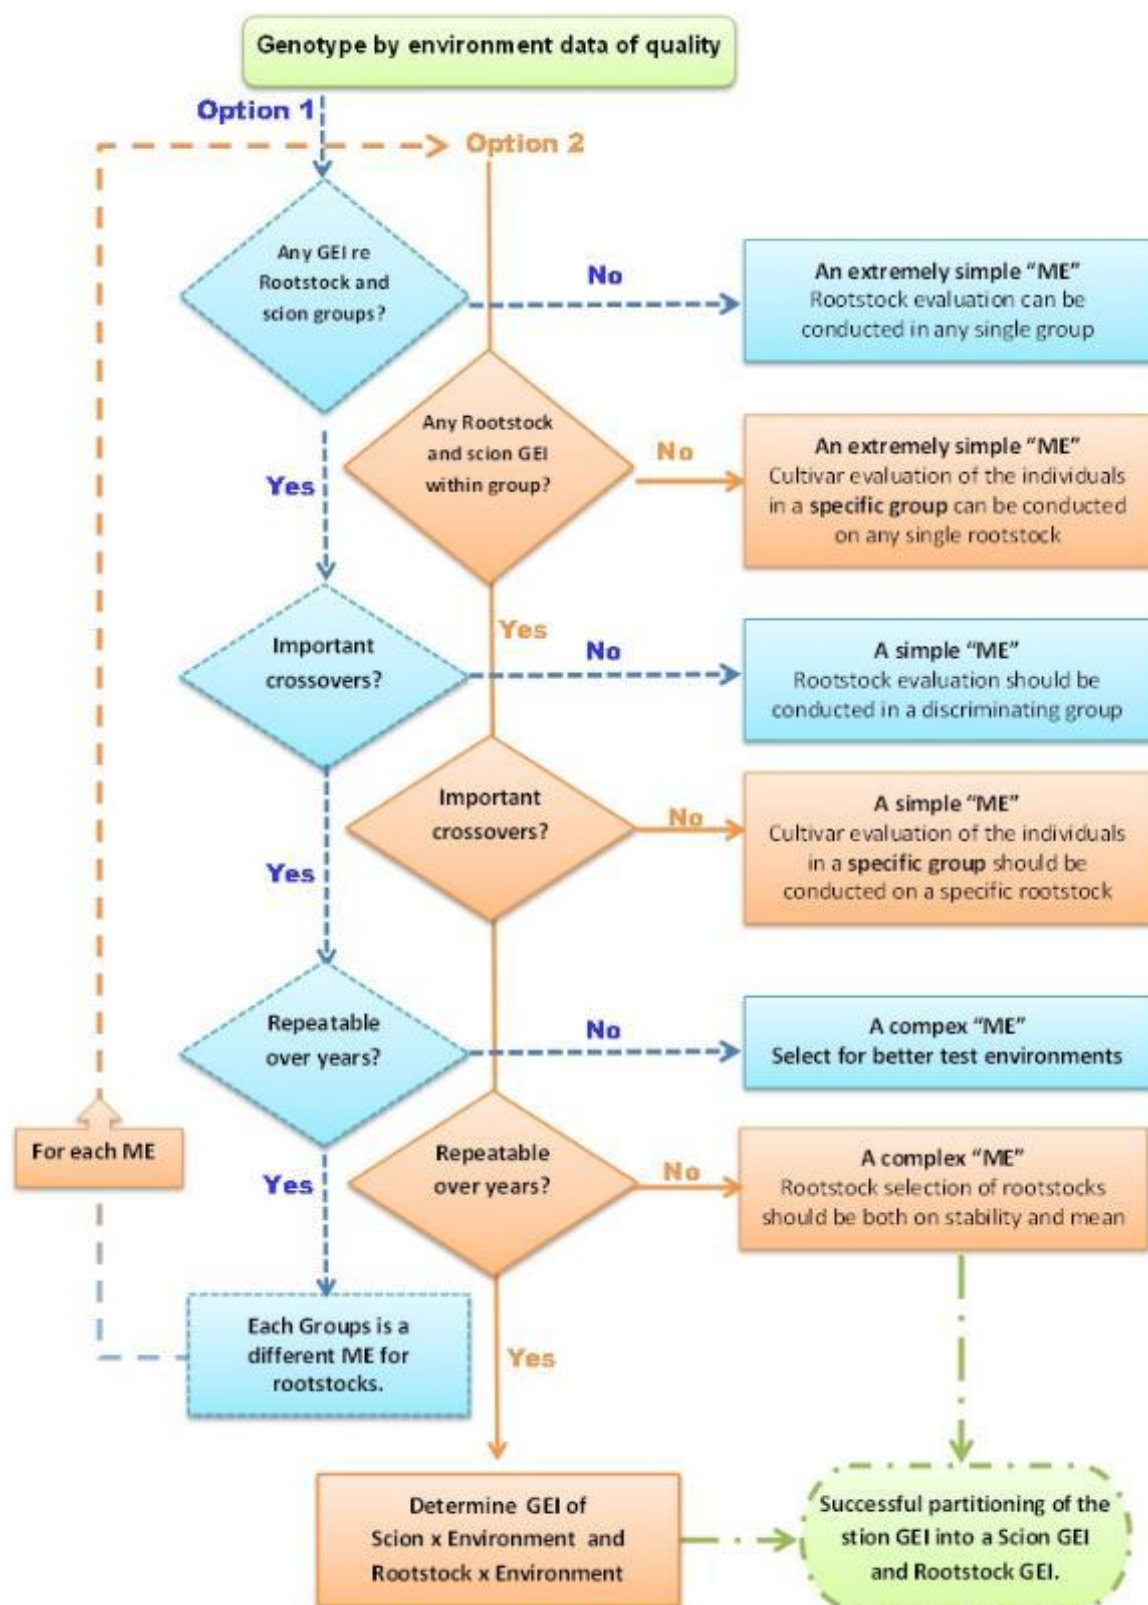 Genotype by environment data of quality
Option 1
Option 2
Any GEI re
Rootstock and
scion groups?
No
An extremely simple “ME”
Rootstock evaluation can be
conducted in any single group
Any Rootstock
and scion GEI
within group?
No
An extremely simple “ME”
Cultivar evaluation of the individuals
in a specific group can be conducted
on any single rootstock
Yes
Important
crossovers?
Yes
No
A simple “ME”
Rootstock evaluation should be
conducted in a discriminating group
Important
crossovers?
No
A simple “ME”
Cultivar evaluation of the individuals
in a specific group should be
conducted on a specific rootstock
Yes
Repeatable
over years?
No
A compex “ME”
Select for better test environments
For each ME
Repeatable
over years?
No
A complex “ME”
Rootstock selection of rootstocks
should be both on stability and mean
Yes
Each Groups is a
different ME for
rootstocks.
Yes
Determine GEI of
Scion x Environment and
Rootstock x Environment
Successful partitioning of the
stion GEI into a Scion GEI
and Rootstock GEI.